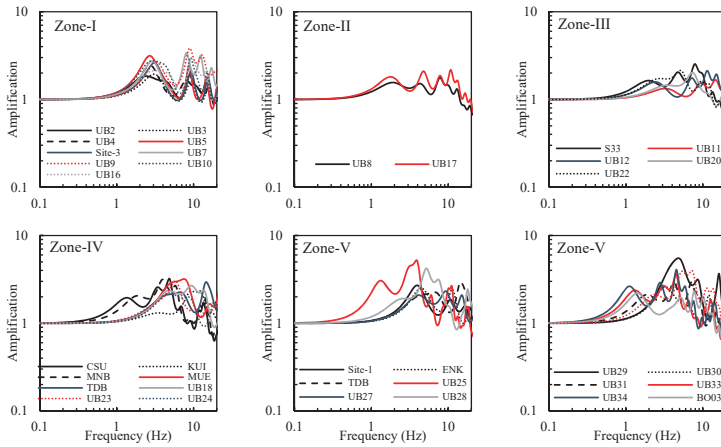 Zone-I
Zone-II
Zone-III
Amplification
10
1
0.1
UB2
UB3
UB4
UB5
Site-3
UB7
UB9
UB10
UB16
0.1
1
10
Amplification
10
1
0.1
UB8
UB17
0.1
1
10
Amplification
10
1
0.1
S33
UB11
UB12
UB20
UB22
0.1
1
10
Zone-IV
Zone-V
Zone-V
Amplification
10
1
0.1
CSU
KUI
MNB
MUE
TDB
UB18
UB23
UB24
0.1
1
10
Frequency (Hz)
Amplification
10
1
0.1
Site-1
ENK
TDB
UB25
UB27
UB28
0.1
1
10
Frequency (Hz)
Amplification
10
1
0.1
UB29
UB30
UB31
UB33
UB34
BO03
0.1
1
10
Frequency (Hz)